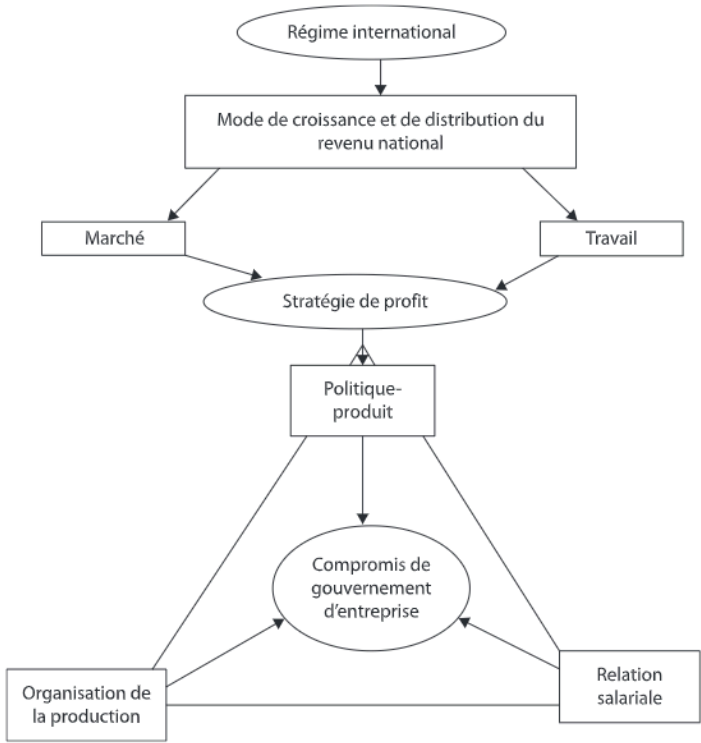 Régime international
Mode de croissance et de distribution du
revenu national
Marché
Travail
Stratégie de profit
Politique-
produit
Compromis de
gouvernement
d'entreprise
Organisation de
la production
Relation
salariale